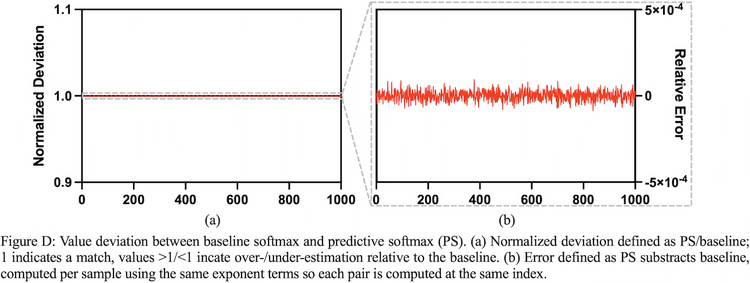 1.1
1.0
0.9
Normalized Deviation
0 200 400 600 800 1000
(a)
5×10-4
0
-5×10-4
Relative Error
0 200 400 600 800 1000
(b)
Figure D: Value deviation between baseline softmax and predictive softmax (PS). (a) Normalized deviation defined as PS/baseline;
1 indicates a match, values >1/<1 incate over-/under-estimation relative to the baseline. (b) Error defined as PS substracts baseline,
computed per sample using the same exponent terms so each pair is computed at the same index.